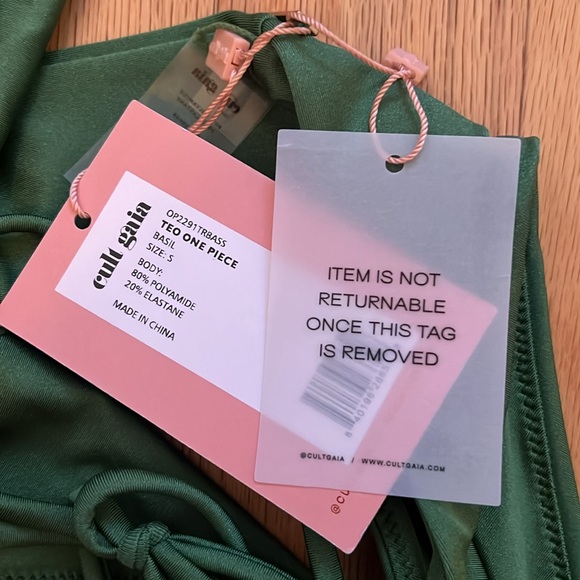 cult gaia
OP2291TRBASS
TEO ONE PIECE
BASIL
SIZE: S
BODY:
80% POLYAMIDE
20% ELASTANE
MADE IN CHINA
ITEM IS NOT
RETURNABLE
ONCE THIS TAG
IS REMOVED
@CULTGAIA / WWW.CULTGAIA.COM